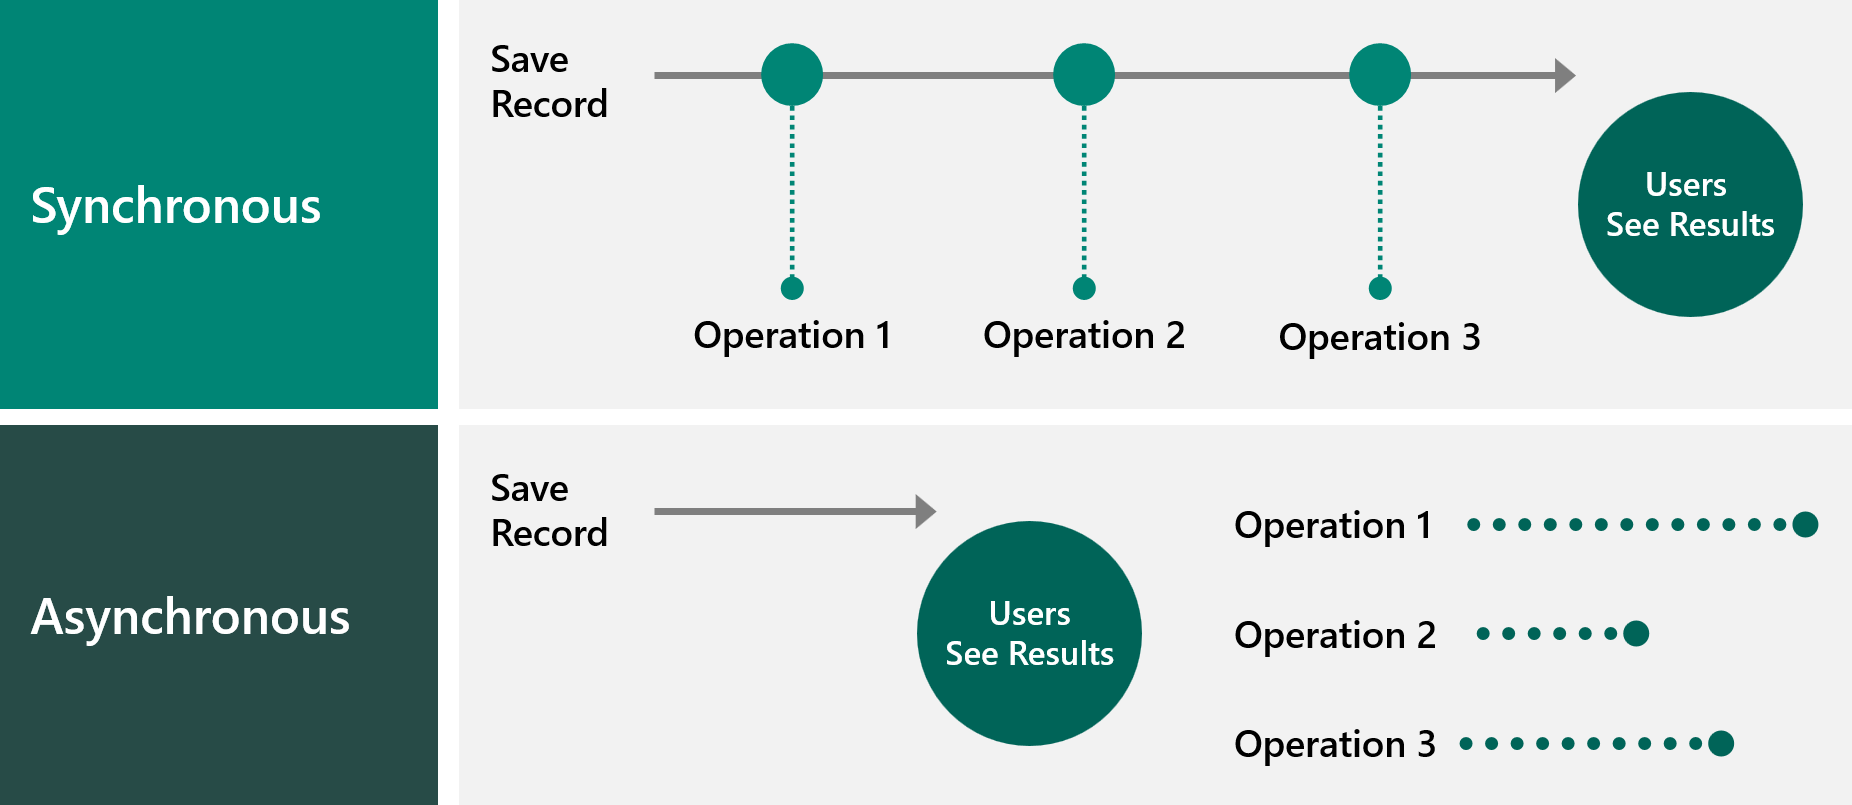 Synchronous
Save
Record
Operation 1
Operation 2
Operation 3
Users
See Results
Asynchronous
Save
Record
Users
See Results
Operation 1
Operation 2
Operation 3